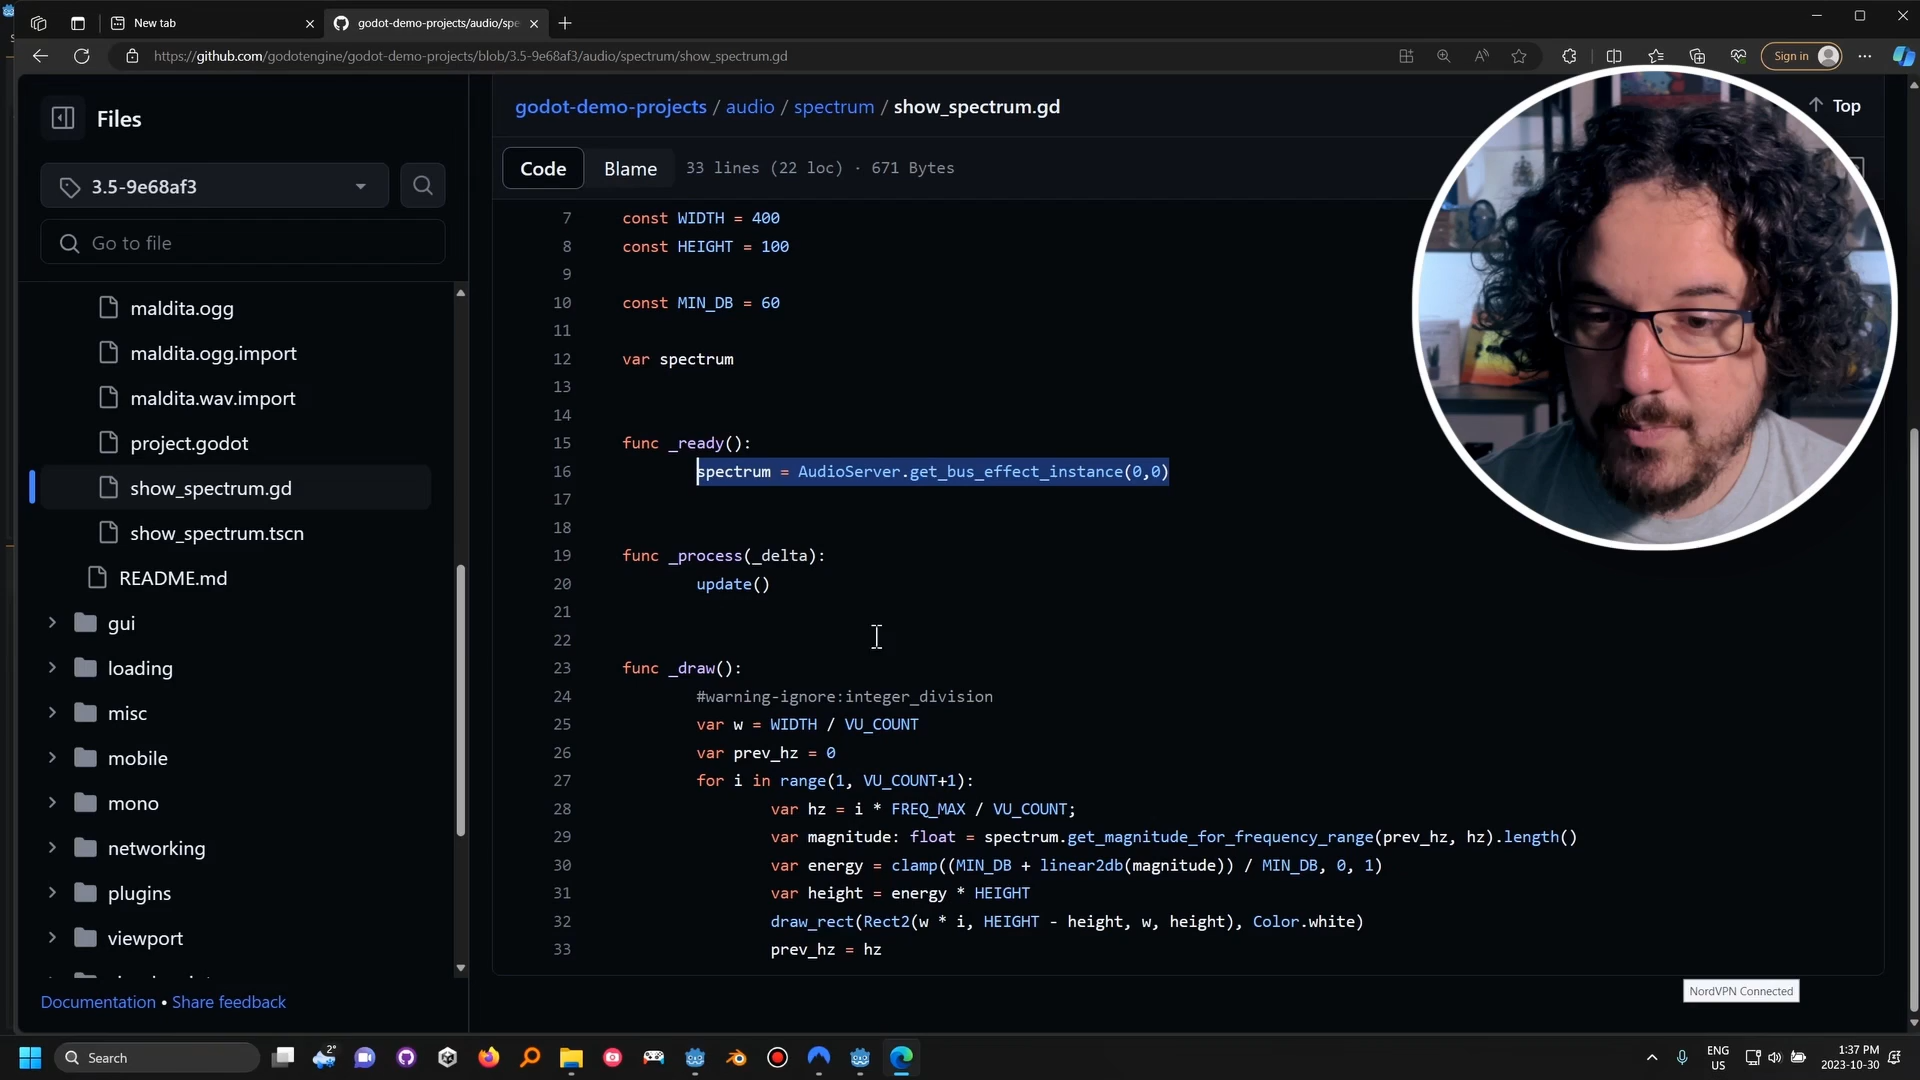 New tab
godot-demo-projects/audio/spe
https://github.com/godotengine/godot-demo-projects/blob/3.5-9e68af3/audio/spectrum/show_spectrum.gd
Sign in
Files
3.5-9e68af3
Go to file
maldita.ogg
maldita.ogg.import
maldita.wav.import
project.godot
show_spectrum.gd
show_spectrum.tscn
README.md
gui
loading
misc
mobile
mono
networking
plugins
viewport
Documentation • Share feedback
godot-demo-projects / audio / spectrum / show_spectrum.gd
Top
Code
Blame
33 lines (22 loc) · 671 Bytes
7 const WIDTH = 400
8 const HEIGHT = 100
9
10 const MIN_DB = 60
11
12 var spectrum
13
14
15 func _ready():
16 spectrum = AudioServer.get_bus_effect_instance(0,0)
17
18
19 func _process(_delta):
20 update()
21
22
23 func _draw():
24 #warning-ignore:integer_division
25 var w = WIDTH / VU_COUNT
26 var prev_hz = 0
27 for i in range(1, VU_COUNT+1):
28 var hz = i * FREQ_MAX / VU_COUNT;
29 var magnitude: float = spectrum.get_magnitude_for_frequency_range(prev_hz, hz).length()
30 var energy = clamp((MIN_DB + linear2db(magnitude)) / MIN_DB, 0, 1)
31 var height = energy * HEIGHT
32 draw_rect(Rect2(w * i, HEIGHT - height, w, height), Color.white)
33 prev_hz = hz
NordVPN Connected
Search
2°
ENG
US
1:37 PM
2023-10-30